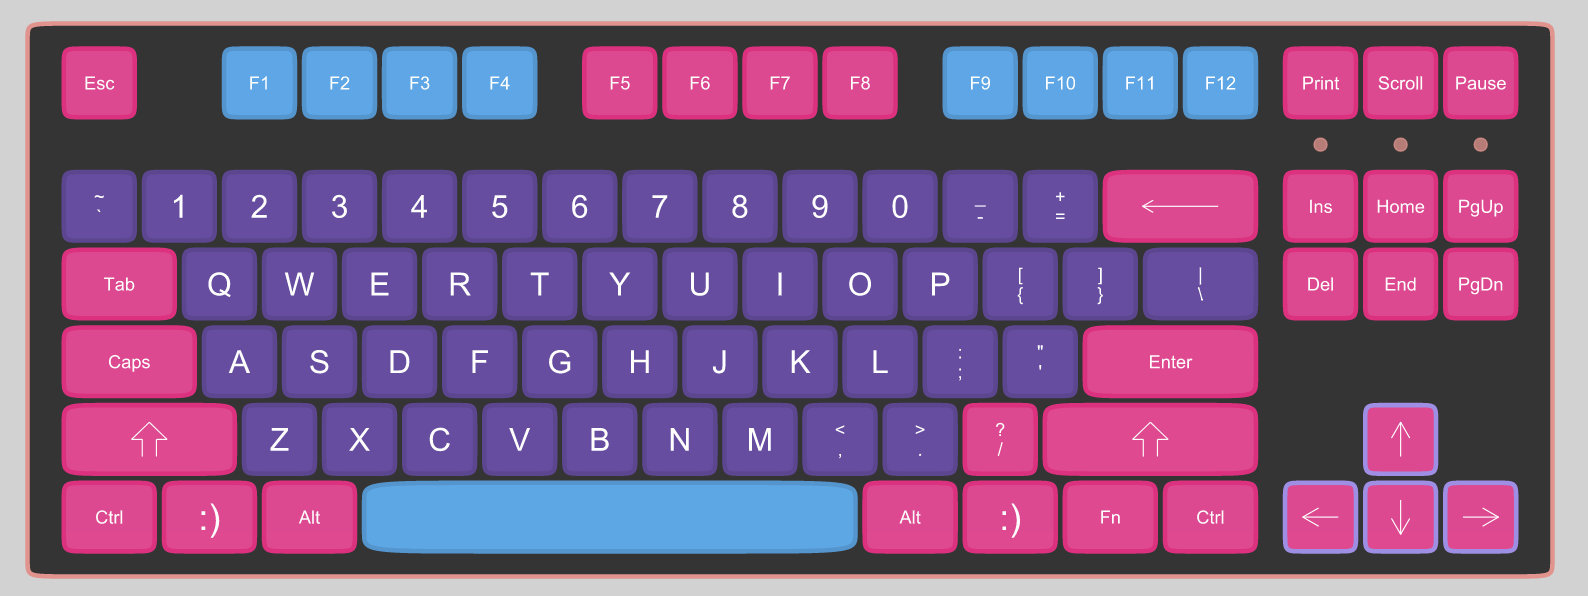 Esc F1 F2 F3 F4 F5 F6 F7 F8 F9 F10 F11 F12 Print Scroll Pause
~ _ +
` 1 2 3 4 5 6 7 8 9 0 - = ← Ins Home PgUp
[ ] |
Tab Q W E R T Y U I O P { } \ Del End PgDn
: "
Caps A S D F G H J K L ; ' Enter
< > ?
⇧ Z X C V B N M , . / ⇧ ↑
Ctrl :) Alt Alt :) Fn Ctrl ← ↓ →